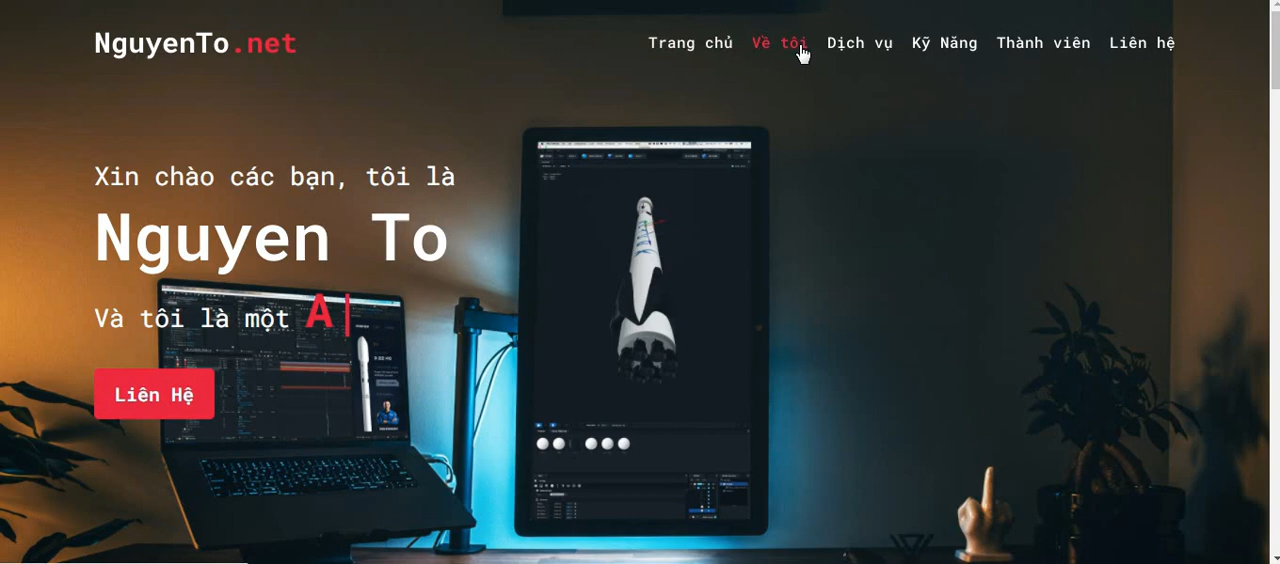 NguyenTo.net
Trang chủ Về tôi Dịch vụ Kỹ Năng Thành viên Liên hệ
Xin chào các bạn, tôi là
Nguyen To
Và tôi là một A
Liên Hệ